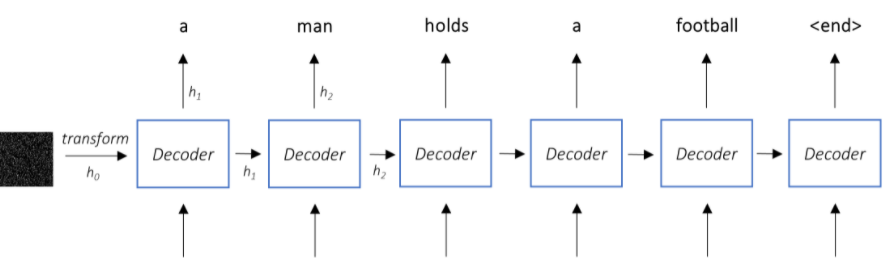 a man holds a football <end>
h1 h2
transform
Decoder Decoder Decoder Decoder Decoder Decoder
h0 h1 h2